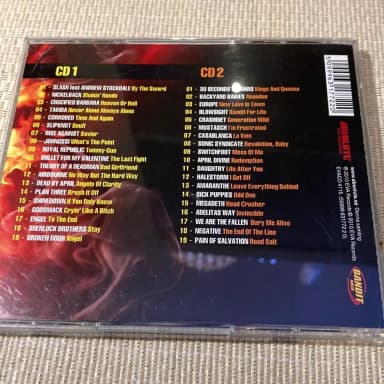 CD 1
01 - SLASH feat ANDREW STOCKDALE By The Sword
02 - NICKELBACK Shakin' Hands
03 - CRUCIFIED BARBARA Heaven Or Hell
04 - TAKIDA Never Alone Always Alone
05 - CORRODED Time And Again
06 - SLIPKNOT Snuff
07 - RISE AGAINST Savior
08 - JOHNOSSI What's The Point
09 - ROYAL REPUBLIC Tommy-Gun
10 - BULLET FOR MY VALENTINE The Last Fight
11 - THEORY OF A DEADMAN Bad Girlfriend
12 - AIRBOURNE No Way But The Hard Way
13 - DEAD BY APRIL Angels Of Clarity
14 - PLAN THREE Brush It Off
15 - SHINEDOWN If You Only Knew
16 - GODSMACK Cryin' Like A Bitch
17 - ENGEL To The End
18 - SHERLOCK BROTHERS Stay
19 - BROKEN DOOR Angel
CD 2
01 - 30 SECONDS TO MARS Kings And Queens
02 - BACKYARD BABIES Abandon
03 - EUROPE New Love In Town
04 - BLOWSIGHT Bandit For Life
05 - CRASHDIET Generation Wild
06 - MUSTASCH I'm Frustrated
07 - CASABLANCA La Voie
08 - SONIC SYNDICATE Revolution, Baby
09 - SWITCHFOOT Mess Of Me
10 - APRIL DIVINE Redemption
11 - DAUGHTRY Life After You
12 - HALESTORM I Get Off
13 - AMARANTHE Leave Everything Behind
14 - SICK PUPPIES Odd One
15 - MEGADETH Head Crusher
16 - ADELITAS WAY Invincible
17 - WE ARE THE FALLEN Bury Me Alive
18 - NEGATIVE The End Of The Line
19 - PAIN OF SALVATION Road Salt
ABSOLUTE
BANDIT